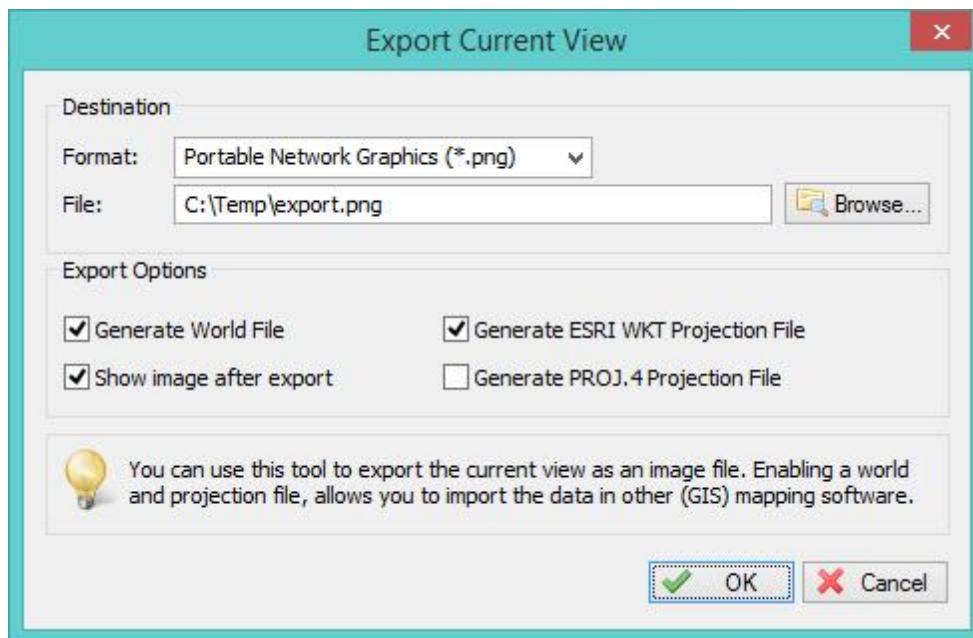 Export Current View
Destination
Format: Portable Network Graphics (*.png)
File: C:\Temp\export.png Browse...
Export Options
Generate World File Generate ESRI WKT Projection File
Show image after export Generate PROJ.4 Projection File
You can use this tool to export the current view as an image file. Enabling a world
and projection file, allows you to import the data in other (GIS) mapping software.
OK Cancel